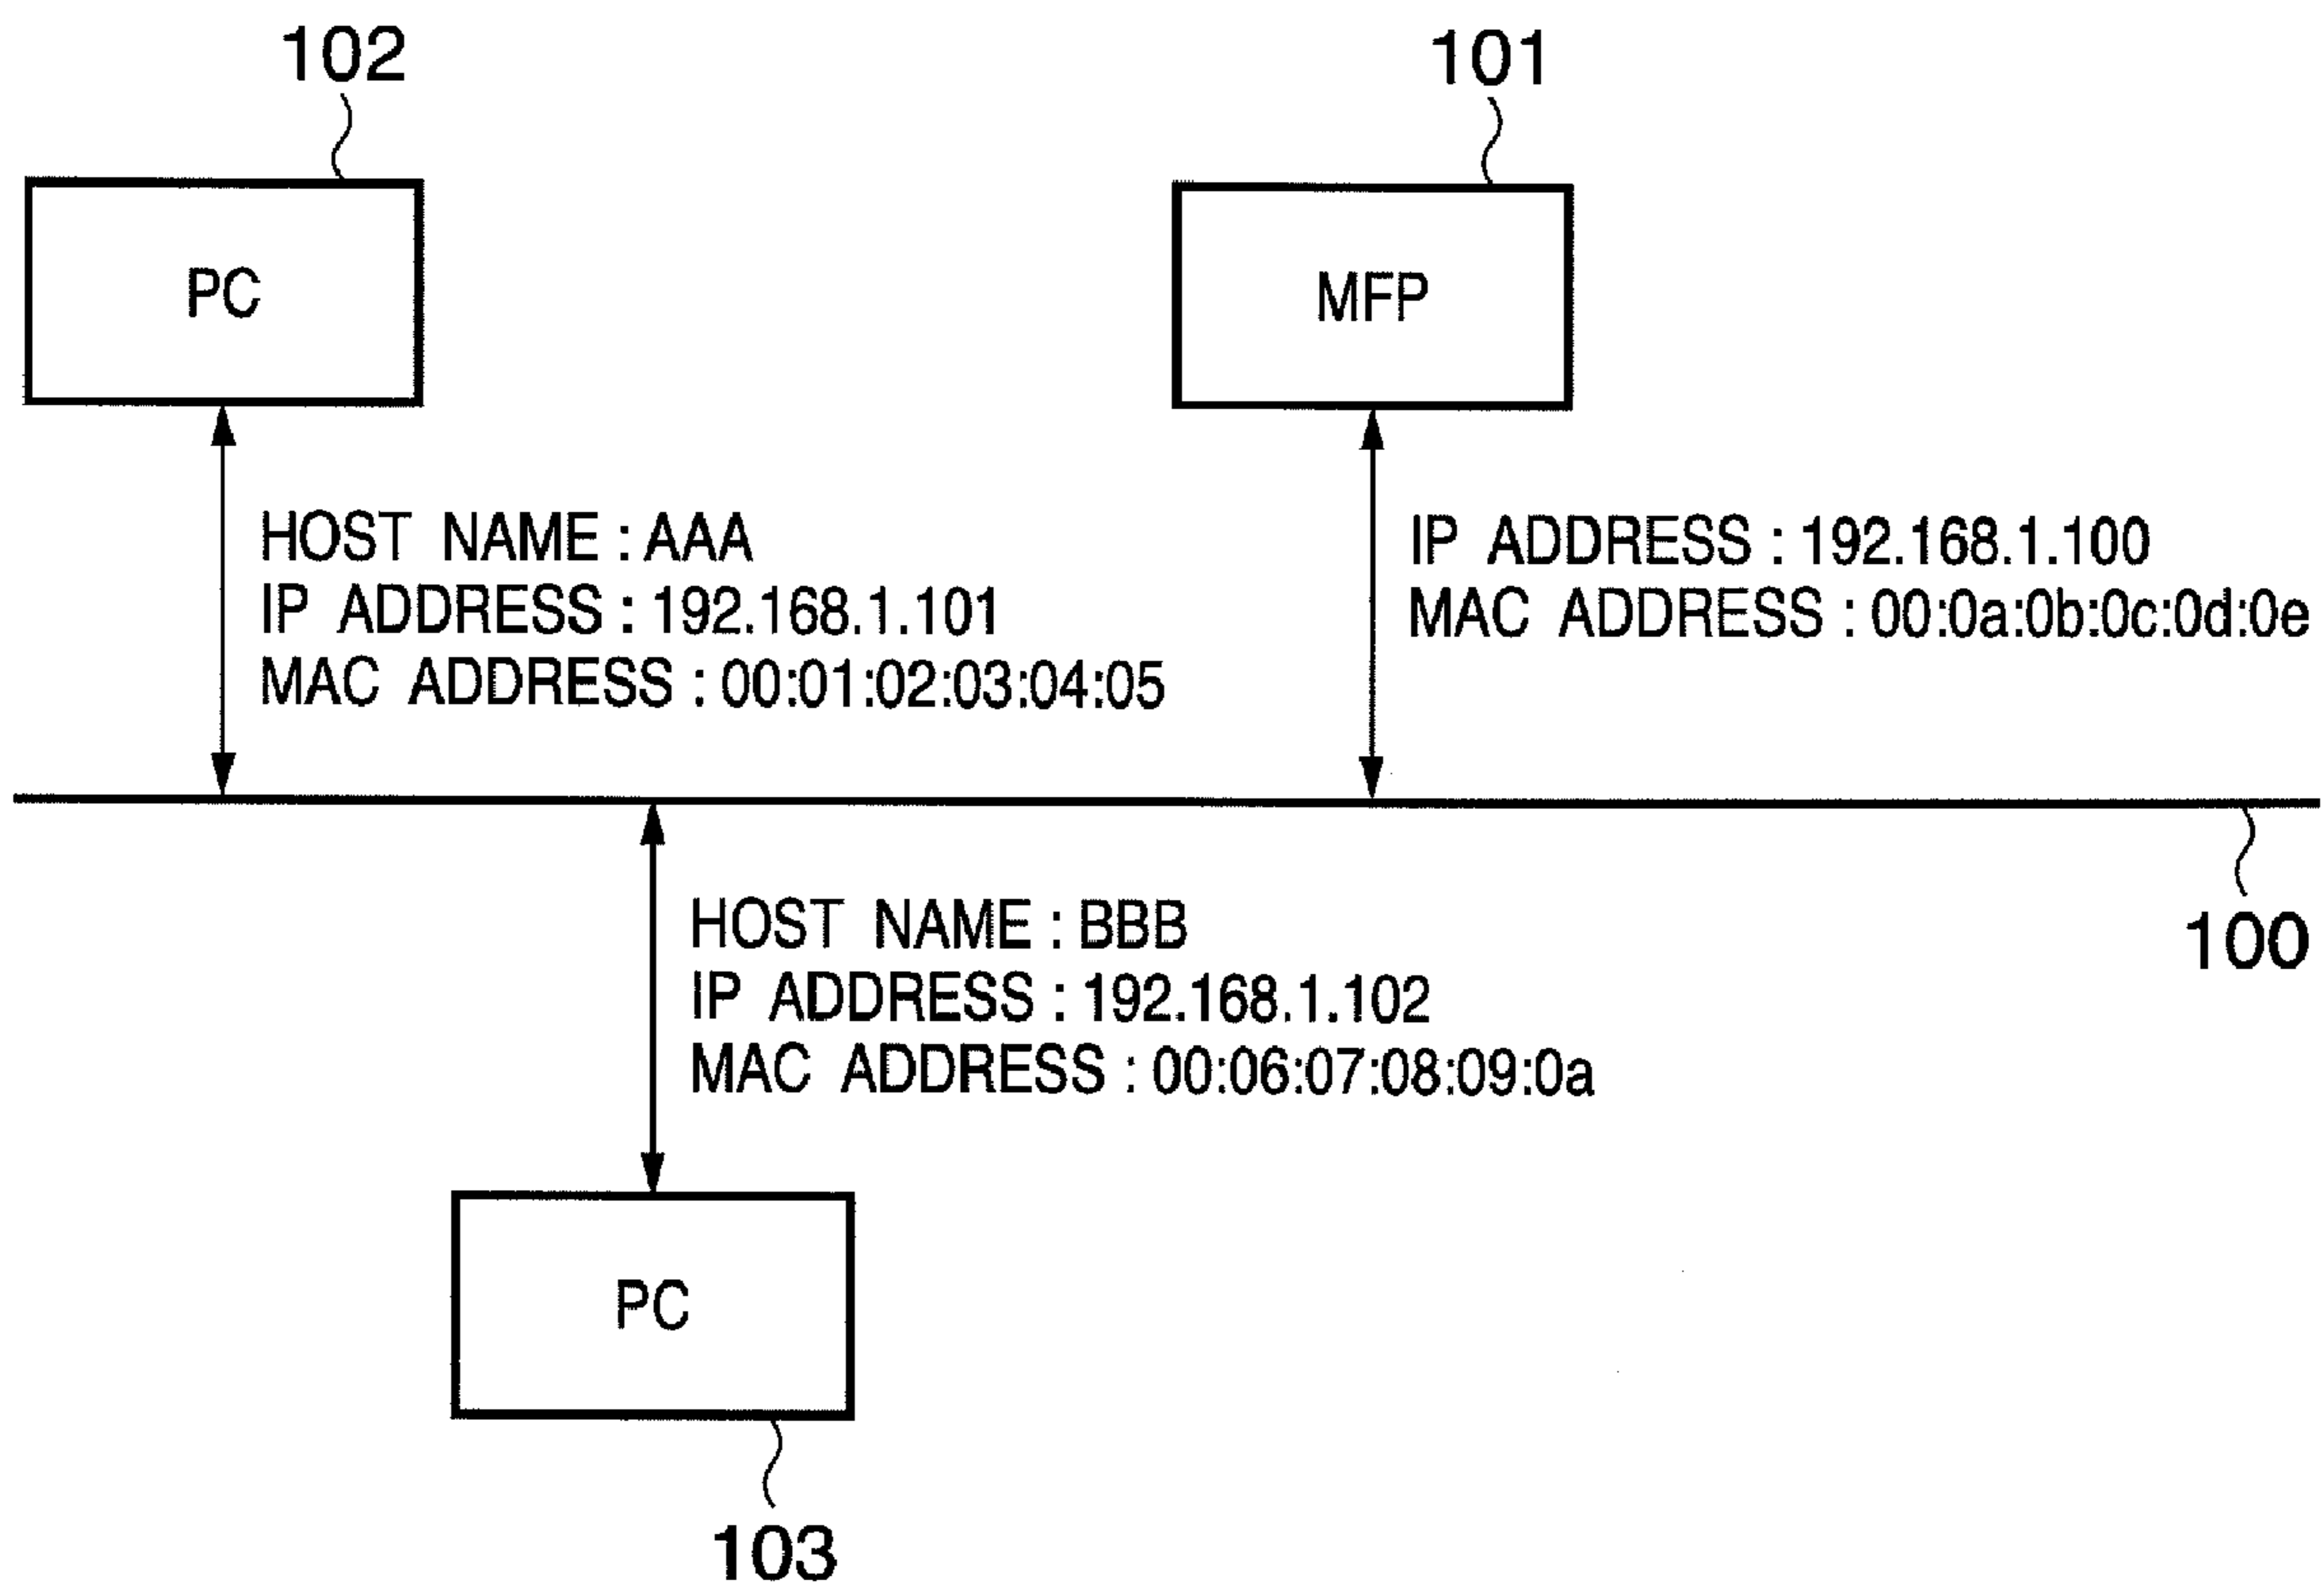 102
101
PC
MFP
HOST NAME : AAA
IP ADDRESS : 192.168.1.101
MAC ADDRESS : 00:01:02:03:04:05
IP ADDRESS : 192.168.1.100
MAC ADDRESS : 00:0a:0b:0c:0d:0e
100
HOST NAME : BBB
IP ADDRESS : 192.168.1.102
MAC ADDRESS : 00:06:07:08:09:0a
PC
103